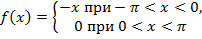 f(x) = { −x при − π < x < 0,
0 при 0 < x < π